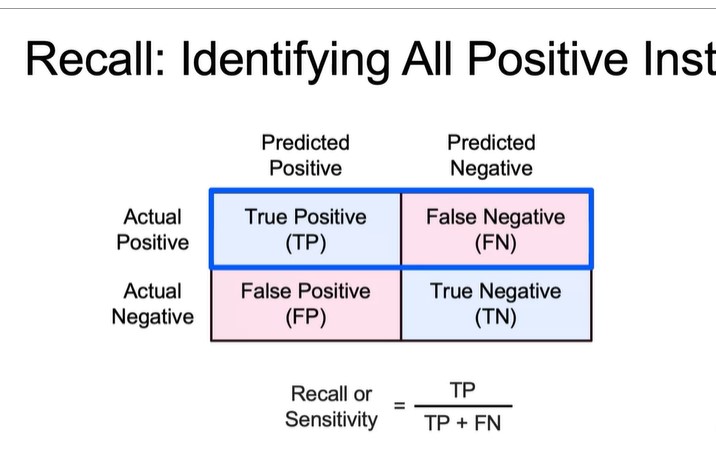 Recall: Identifying All Positive Inst
Predicted Positive
Predicted Negative
Actual Positive
True Positive (TP)
False Negative (FN)
Actual Negative
False Positive (FP)
True Negative (TN)
Recall or Sensitivity = TP / TP + FN